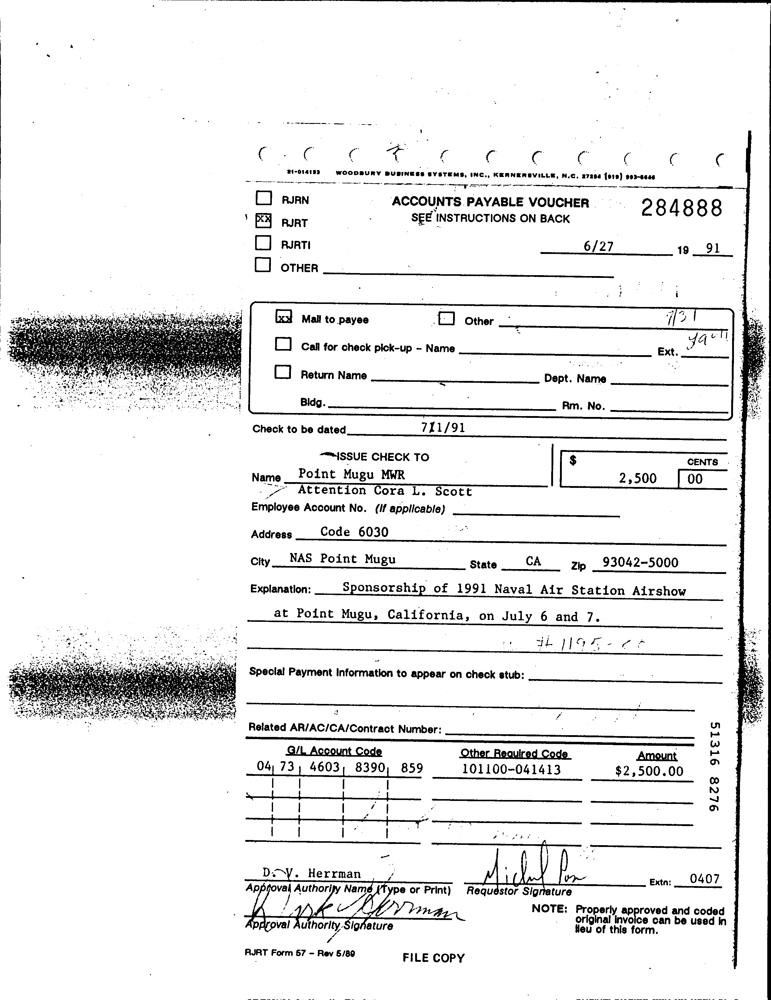 21-014183 WOODBURY BUSINESS SYSTEMS, INC., KERNERSVILLE, N.C. 27284 (919) 993-4646
RJRN ACCOUNTS PAYABLE VOUCHER 284888
XX RJRT SEE INSTRUCTIONS ON BACK
RJRTI 6/27 19 91
OTHER
XX Mail to payee Other 7/31
Call for check pick-up - Name Ext.
Return Name Dept. Name
Bldg. Rm. No.
Check to be dated 7/1/91
ISSUE CHECK TO $ CENTS
Name Point Mugu MWR 2,500 00
Attention Cora L. Scott
Employee Account No. (If applicable)
Address Code 6030
City NAS Point Mugu State CA Zip 93042-5000
Explanation: Sponsorship of 1991 Naval Air Station Airshow
at Point Mugu, California, on July 6 and 7.
Special Payment Information to appear on check stub:
Related AR/AC/CA/Contract Number:
G/L Account Code Other Required Code Amount
04 73 4603 8390 859 101100-041413 $2,500.00
D. V. Herrman Extn: 0407
Approval Authority Name (Type or Print) Requestor Signature
Approval Authority Signature
NOTE: Properly approved and coded
original invoice can be used in
lieu of this form.
RJRT Form 57 - Rev 5/89 FILE COPY
51316 8276